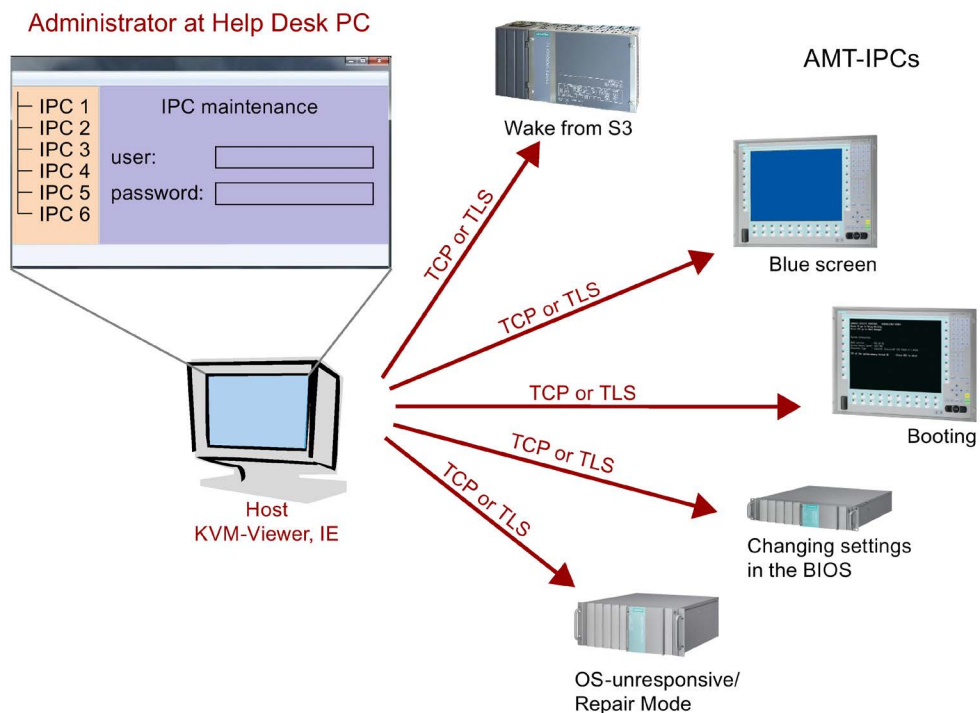 Administrator at Help Desk PC
IPC 1
IPC 2
IPC 3
IPC 4
IPC 5
IPC 6
IPC maintenance
user:
password:
AMT-IPCs
Wake from S3
TCP or TLS
Blue screen
TCP or TLS
TCP or TLS
Booting
TCP or TLS
TCP or TLS
Host
KVM-Viewer, IE
Changing settings
in the BIOS
OS-unresponsive/
Repair Mode